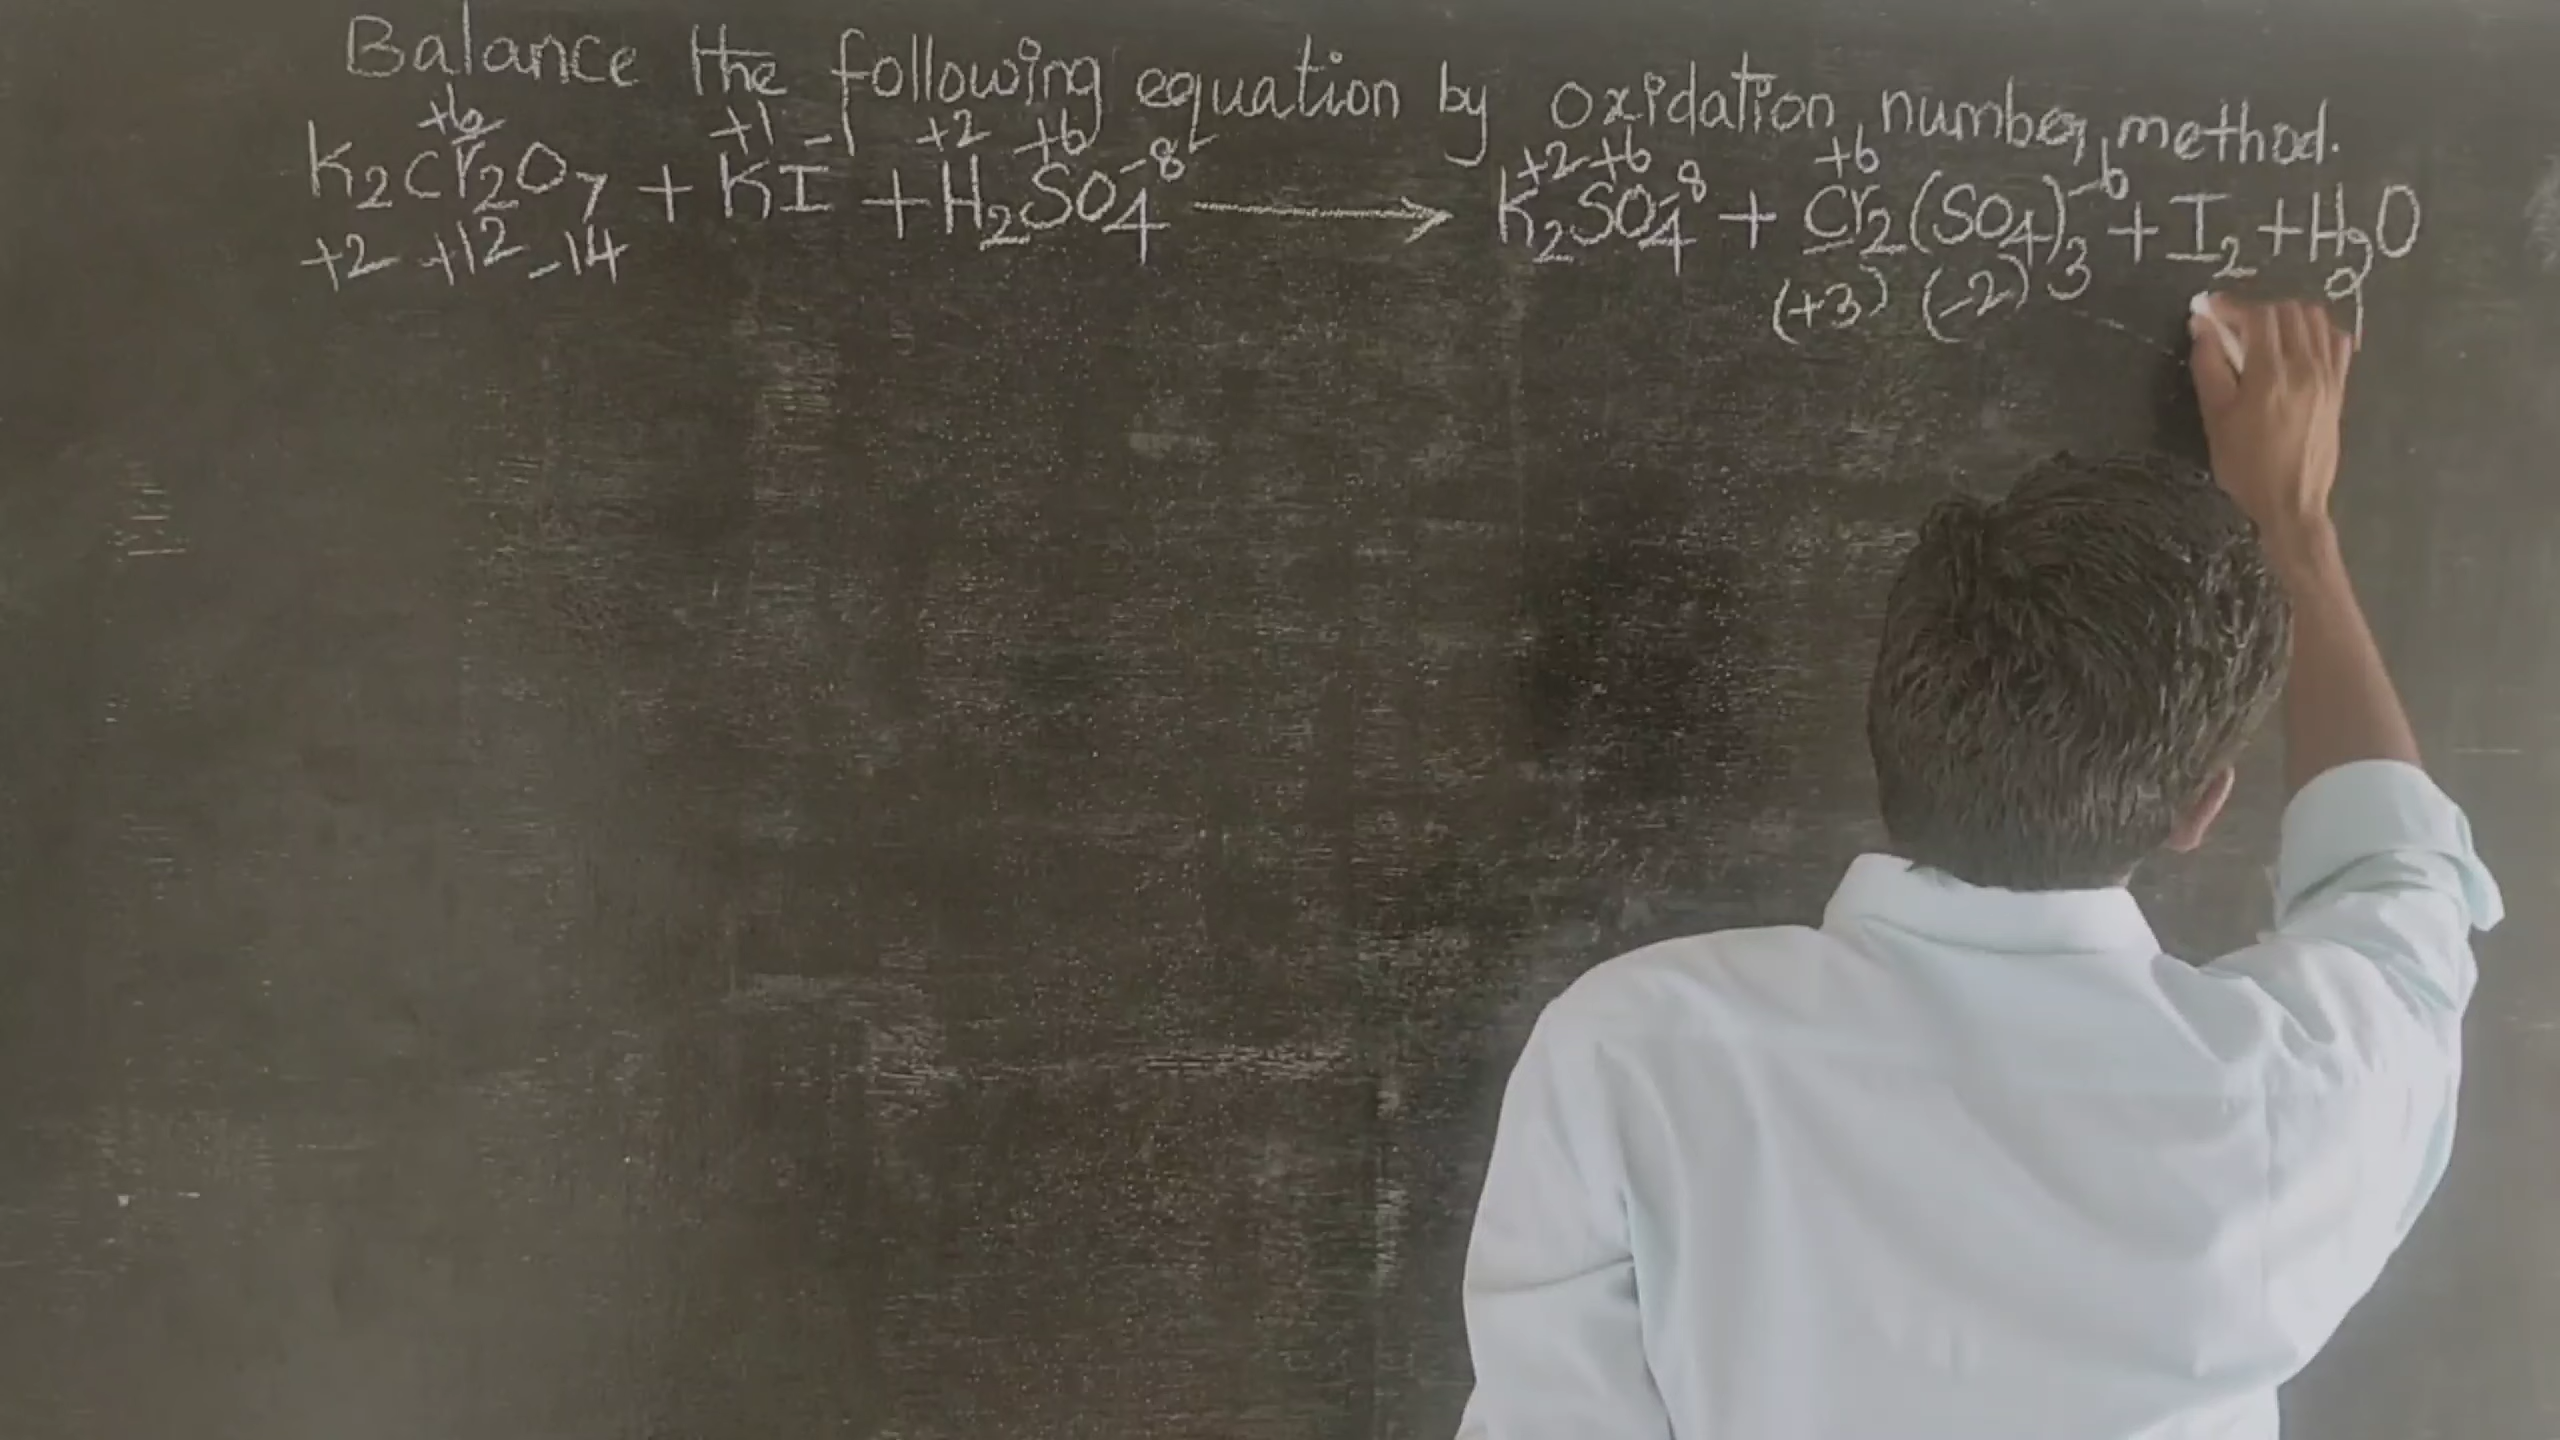 Balance the following equation by oxidation number method.
+6 +1 -1 +2 +6 -8 +2 +6 -8 +6 -6
K₂Cr₂O₇ + KI + H₂SO₄ ⟶ K₂SO₄ + Cr₂(SO₄)₃ + I₂ + H₂O
+2 +12 -14 (+3) (-2)3